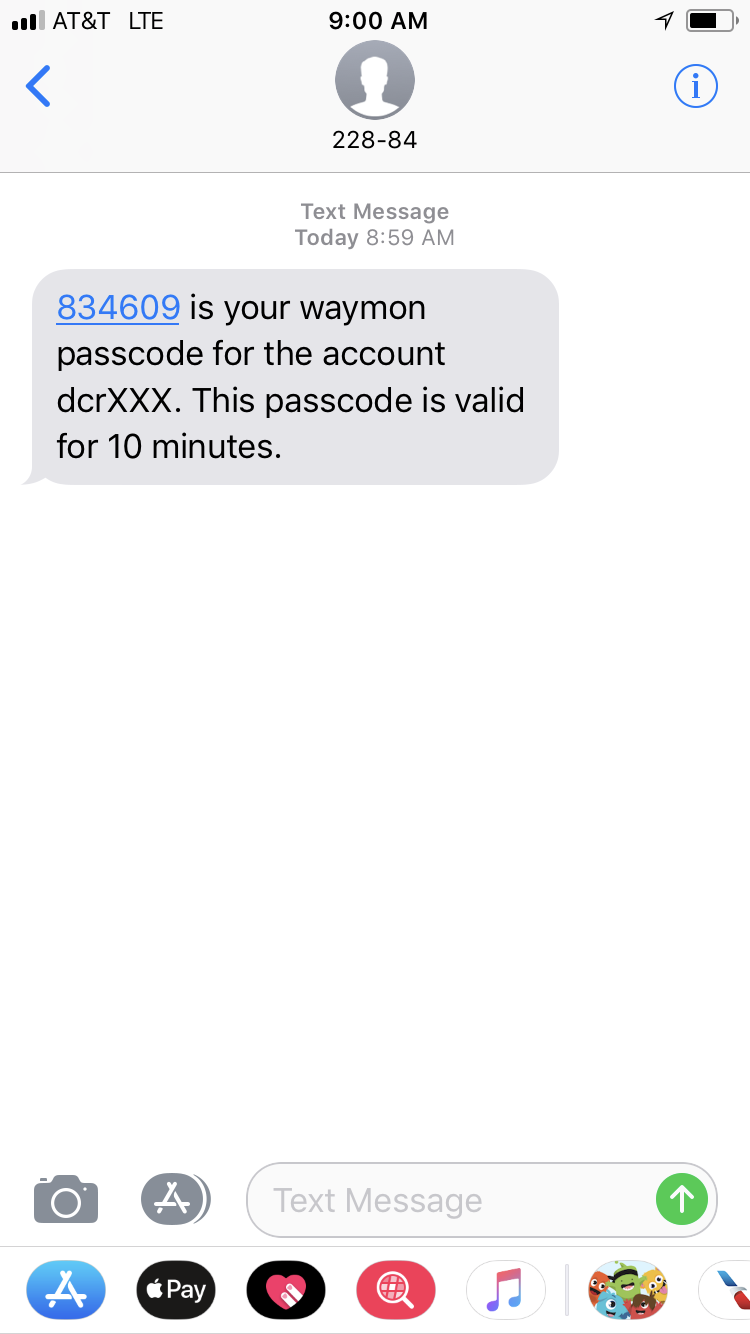 AT&T LTE 9:00 AM
228-84
Text Message
Today 8:59 AM
834609 is your waymon
passcode for the account
dcrXXX. This passcode is valid
for 10 minutes.
Text Message
Pay